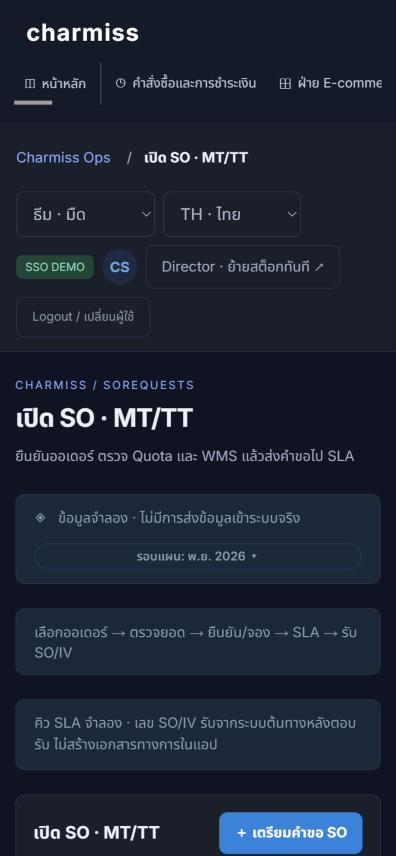 charmiss
หน้าหลัก
คำสั่งซื้อและการชำระเงิน
ฝ่าย E-comme
Charmiss Ops / เปิด SO · MT/TT
ธีม · มืด
TH · ไทย
SSO DEMO
CS
Director · ย้ายสต็อกทันที ↗
Logout / เปลี่ยนผู้ใช้
CHARMISS / SOREQUESTS
เปิด SO · MT/TT
ยืนยันออเดอร์ ตรวจ Quota และ WMS แล้วส่งคำขอไป SLA
◈ ข้อมูลจำลอง · ไม่มีการส่งข้อมูลเข้าระบบจริง
รอบแผน: พ.ย. 2026 ▾
เลือกออเดอร์ → ตรวจยอด → ยืนยัน/จอง → SLA → รับ
SO/IV
คิว SLA จำลอง · เลข SO/IV รับจากระบบต้นทางหลังตอบ
รับ ไม่สร้างเอกสารทางการในแอป
เปิด SO · MT/TT
+ เตรียมคำขอ SO